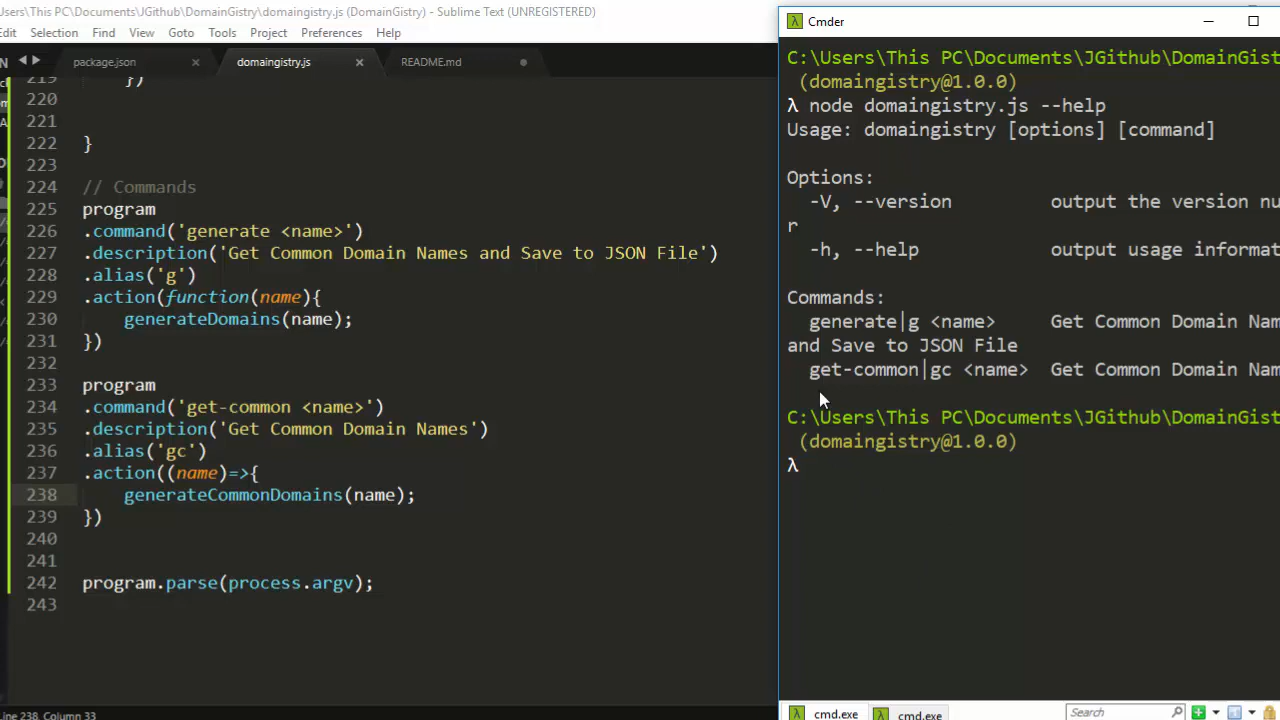 \Users\This PC\Documents\JGithub\DomainGistry\domaingistry.js (DomainGistry) - Sublime Text (UNREGISTERED)
Edit Selection Find View Goto Tools Project Preferences Help
package.json domaingistry.js README.md
219 })
220
221
222 }
223
224 // Commands
225 program
226 .command('generate <name>')
227 .description('Get Common Domain Names and Save to JSON File')
228 .alias('g')
229 .action(function(name){
230 generateDomains(name);
231 })
232
233 program
234 .command('get-common <name>')
235 .description('Get Common Domain Names')
236 .alias('gc')
237 .action((name)=>{
238 generateCommonDomains(name);
239 })
240
241
242 program.parse(process.argv);
243
Line 238, Column 33
Cmder
C:\Users\This PC\Documents\JGithub\DomainGist
(domaingistry@1.0.0)
λ node domaingistry.js --help
Usage: domaingistry [options] [command]
Options:
-V, --version output the version nu
r
-h, --help output usage informat
Commands:
generate|g <name> Get Common Domain Nam
and Save to JSON File
get-common|gc <name> Get Common Domain Nam
C:\Users\This PC\Documents\JGithub\DomainGist
(domaingistry@1.0.0)
λ
cmd.exe cmd.exe Search